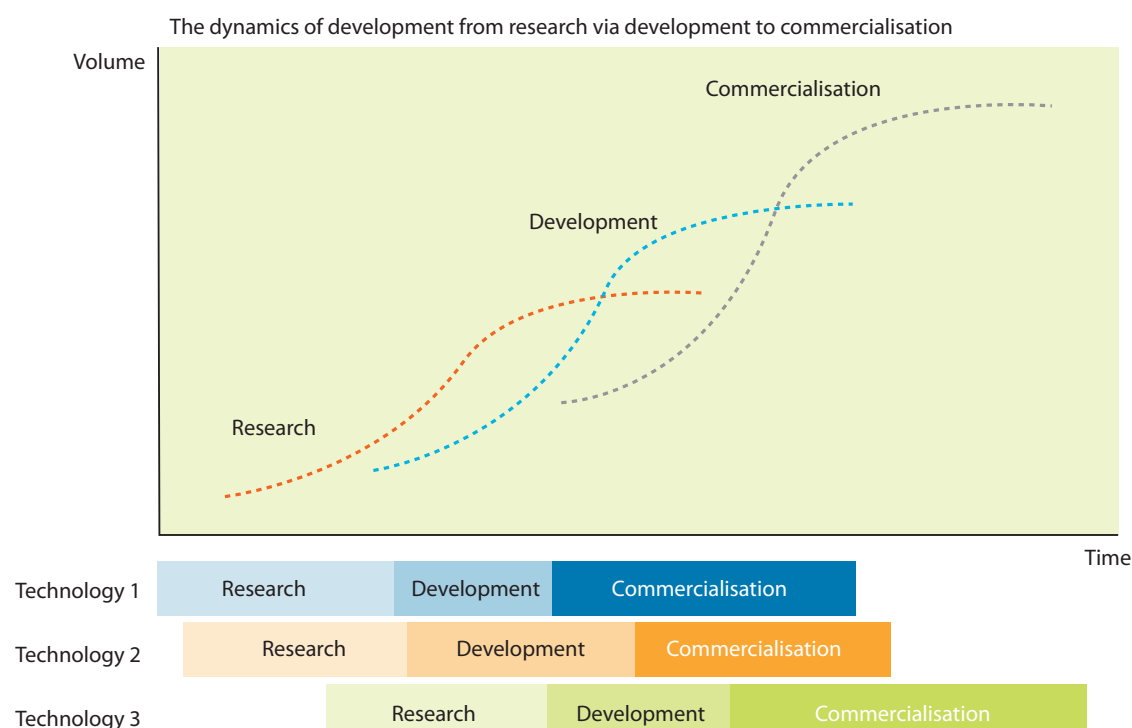 The dynamics of development from research via development to commercialisation
Volume
Commercialisation
Development
Research
Time
Technology 1
Research
Development
Commercialisation
Technology 2
Research
Development
Commercialisation
Technology 3
Research
Development
Commercialisation